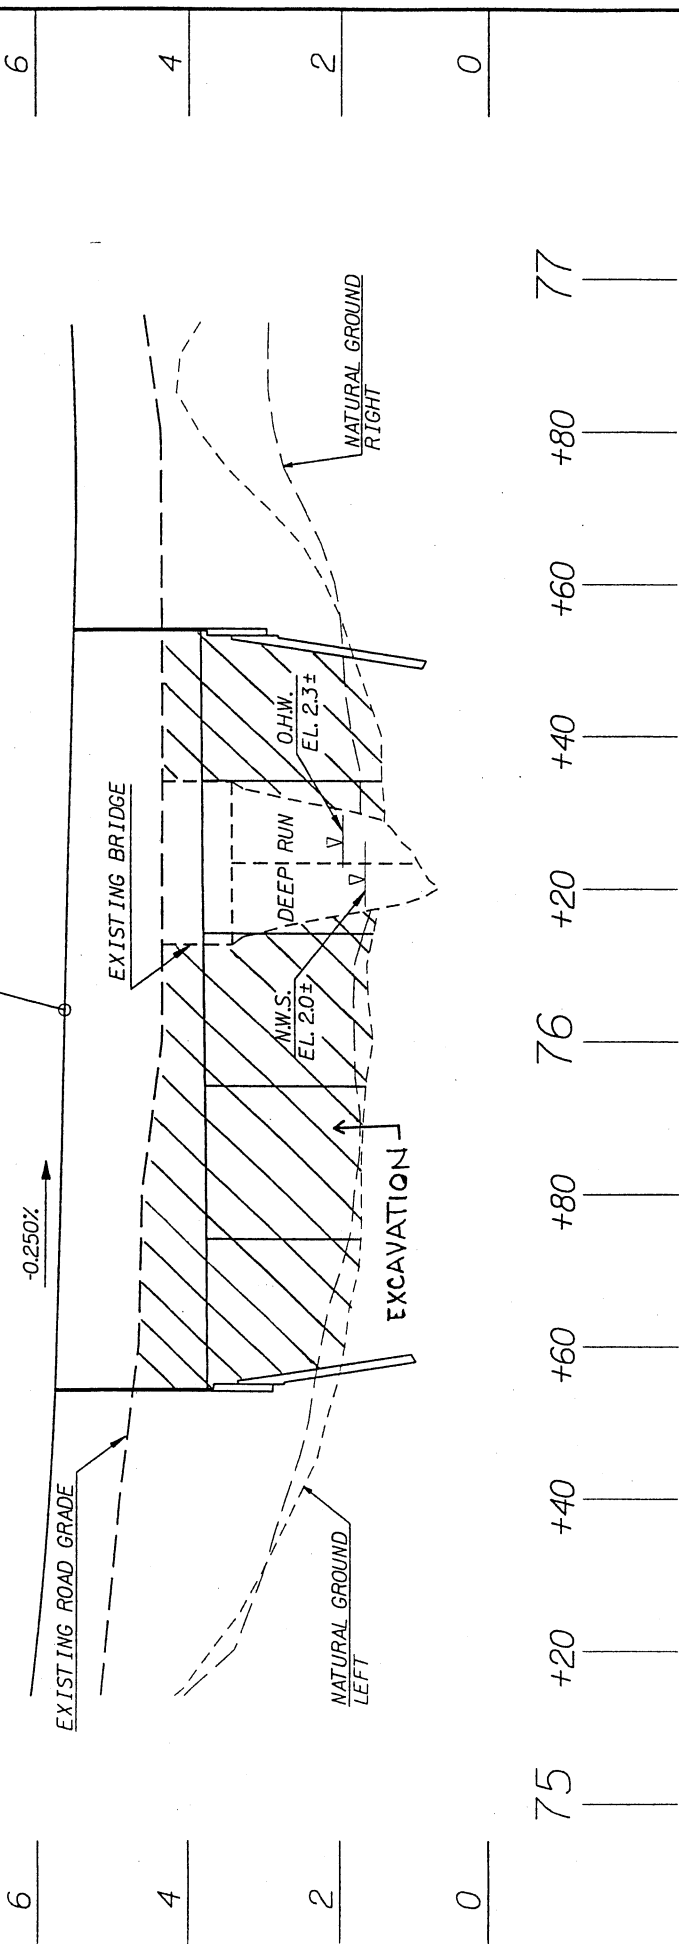 6
4
2
0
-0.250%
EXISTING ROAD GRADE
EXISTING BRIDGE
DEEP RUN
O.H.W.
EL. 2.3±
N.W.S.
EL. 2.0±
NATURAL GROUND
RIGHT
NATURAL GROUND
LEFT
EXCAVATION
6
4
2
0
75
+20
+40
+60
+80
76
+20
+40
+60
+80
77